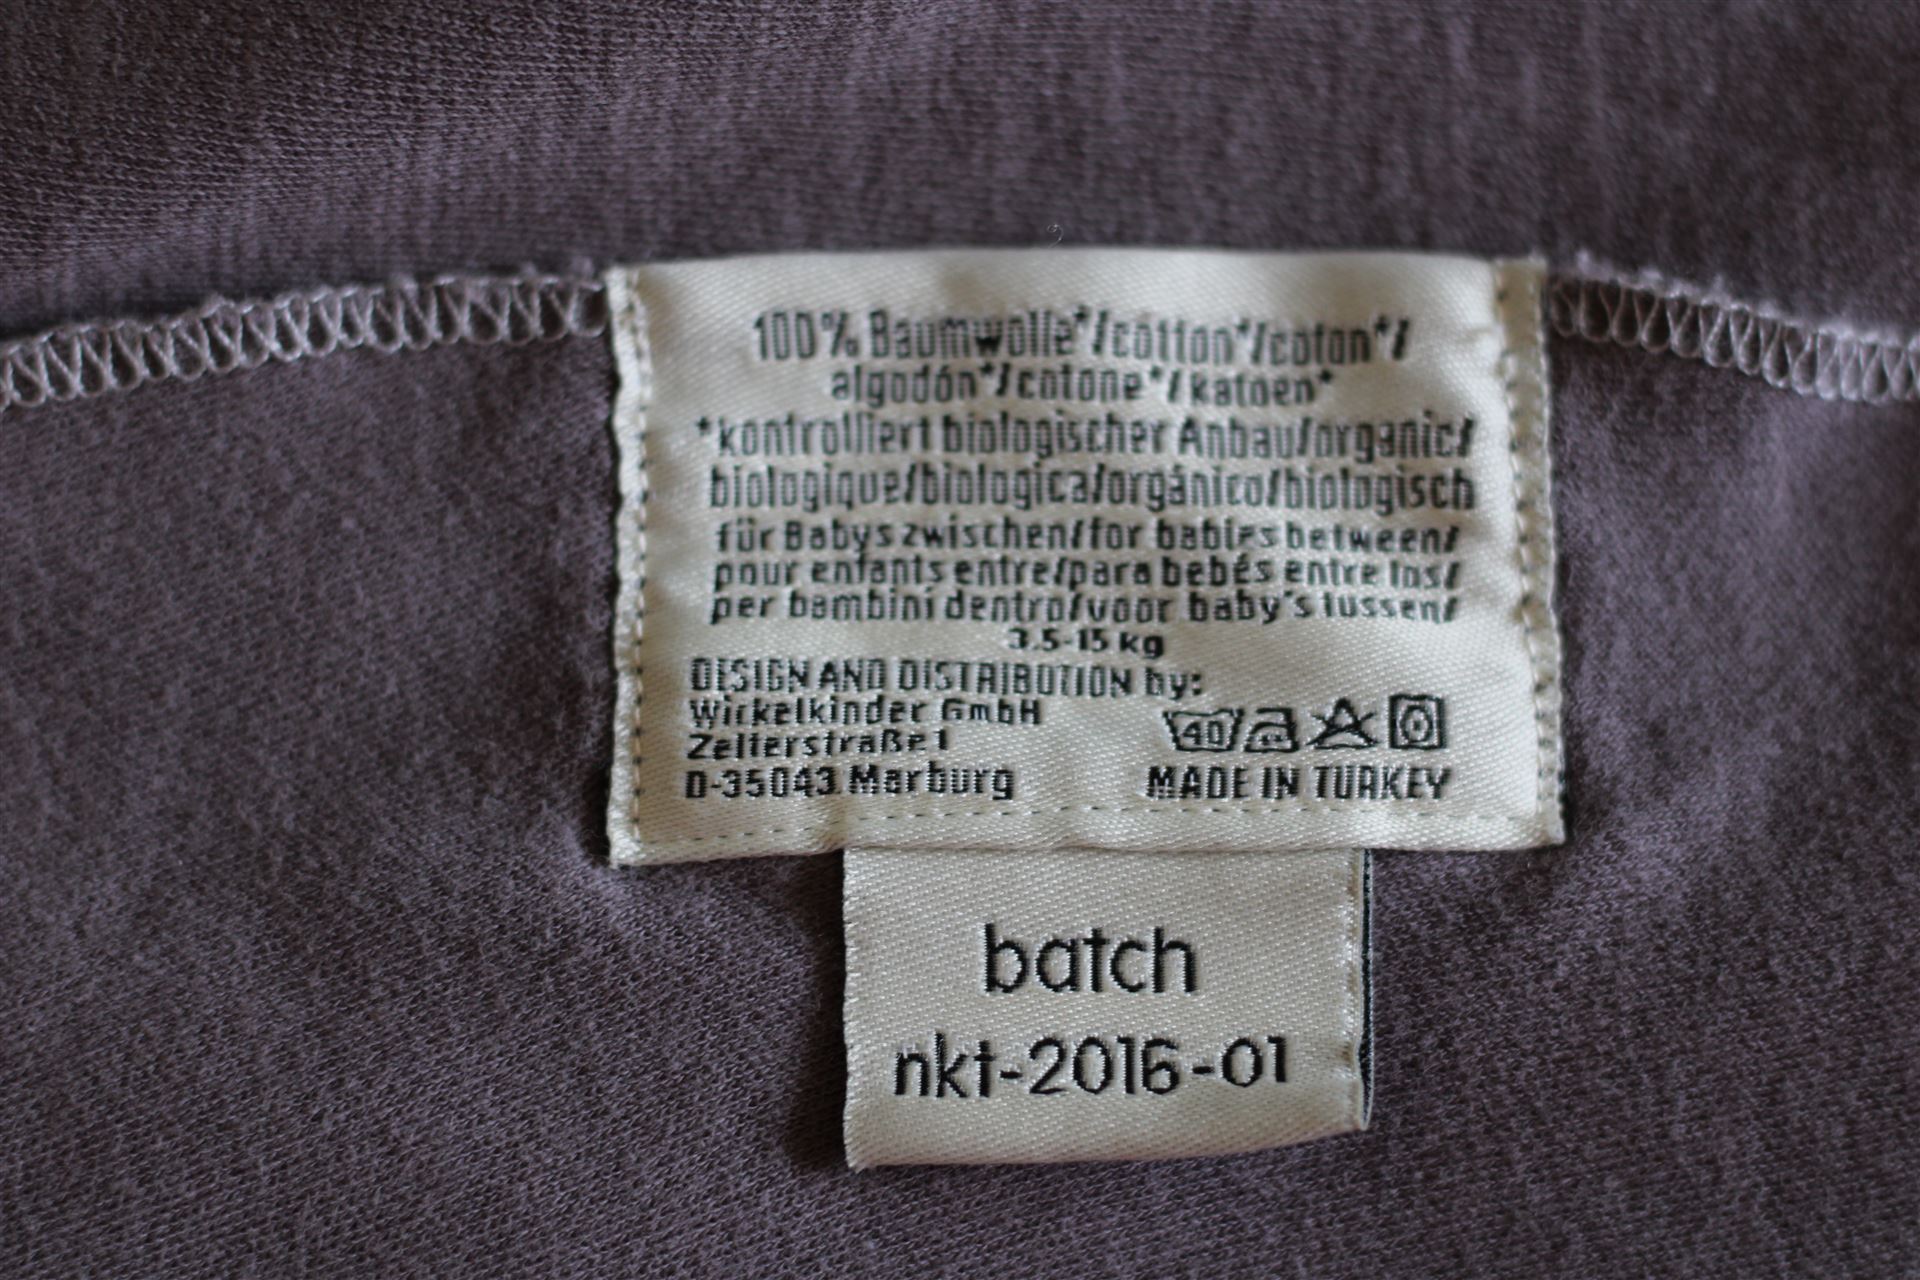 100% Baumwolle*/cotton*/coton*/
algodón*/cotone*/katoen*
*kontrolliert biologischer Anbau/organic/
biologique/biologica/orgánico/biologisch
für Babys zwischen/for babies between/
pour enfants entre/para bebés entre los/
per bambini dentro/voor baby's tussen/
3.5-15 kg
DESIGN AND DISTRIBUTION by:
Wickelkinder GmbH
Zelterstraße 1
D-35043 Marburg
40
MADE IN TURKEY
batch
nkt-2016-01